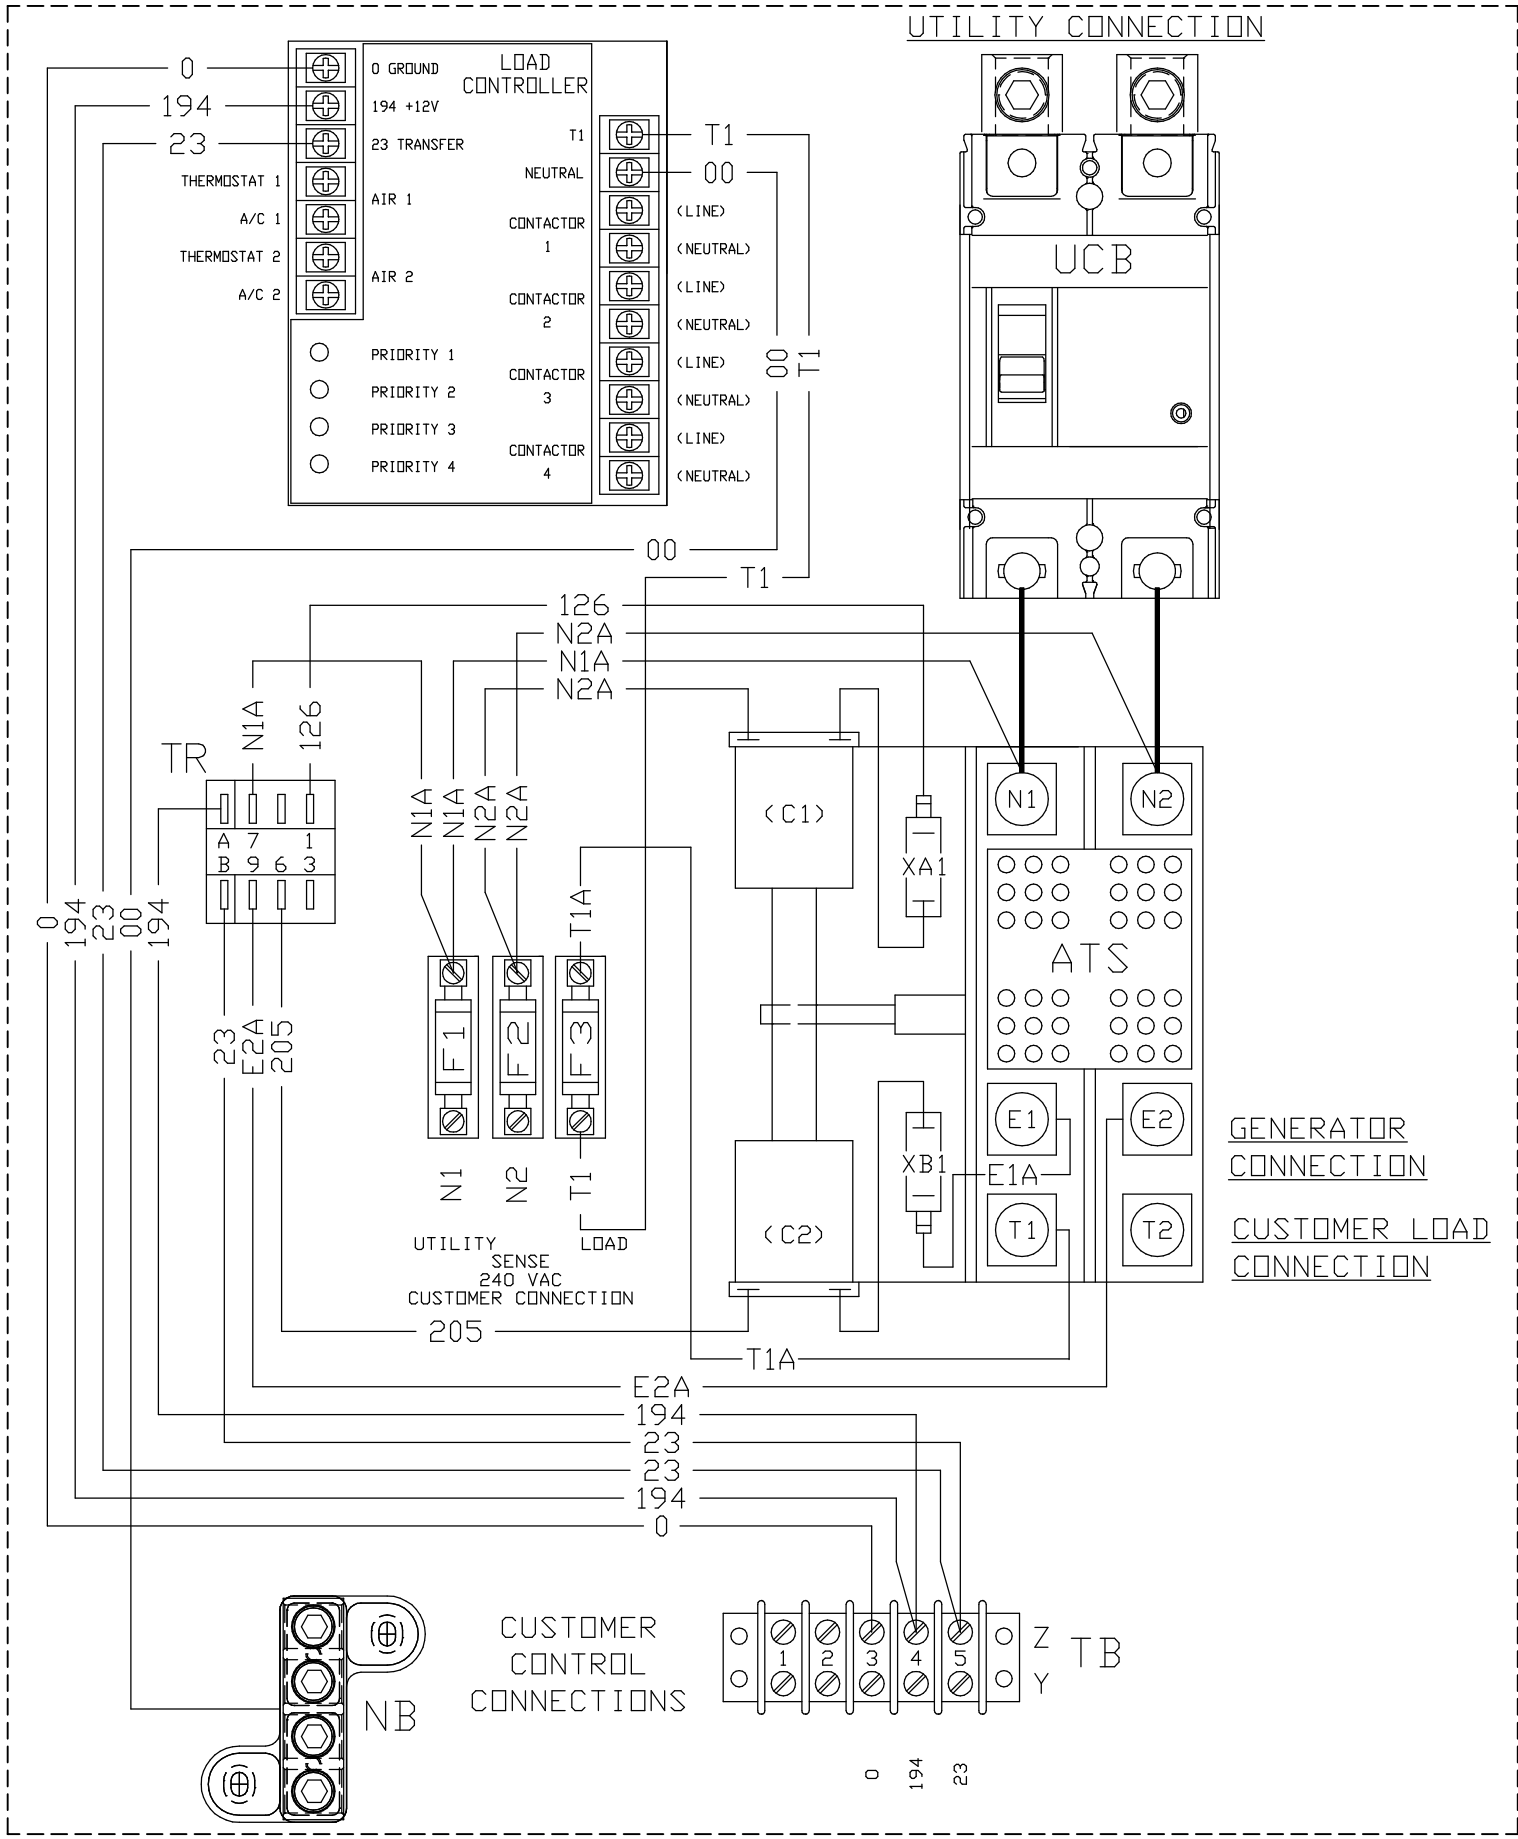 UTILITY CONNECTION
LOAD
CONTROLLER
0
0 GROUND
194
194 +12V
23
23 TRANSFER
T1
T1
THERMOSTAT 1
AIR 1
NEUTRAL
00
A/C 1
CONTACTOR
1
(LINE)
(NEUTRAL)
THERMOSTAT 2
AIR 2
A/C 2
CONTACTOR
2
(LINE)
(NEUTRAL)
UCB
PRIORITY 1
PRIORITY 2
PRIORITY 3
PRIORITY 4
CONTACTOR
3
(LINE)
(NEUTRAL)
CONTACTOR
4
(LINE)
(NEUTRAL)
00
T1
00
T1
126
N2A
N1A
N2A
N1A
126
TR
A 7 1
B 9 6 3
N1A
N1A
N2A
N2A
(C1)
XA1
N1
N2
0
194
23
00
194
T1A
ATS
23
E2A
205
F1
F2
F3
E1
E2
GENERATOR
CONNECTION
XB1
E1A
N1
N2
T1
(C2)
T1
T2
CUSTOMER LOAD
CONNECTION
UTILITY
LOAD
SENSE
240 VAC
CUSTOMER CONNECTION
205
T1A
E2A
194
23
23
194
0
CUSTOMER
CONTROL
CONNECTIONS
NB
1 2 3 4 5
Z
Y
TB
0
194
23